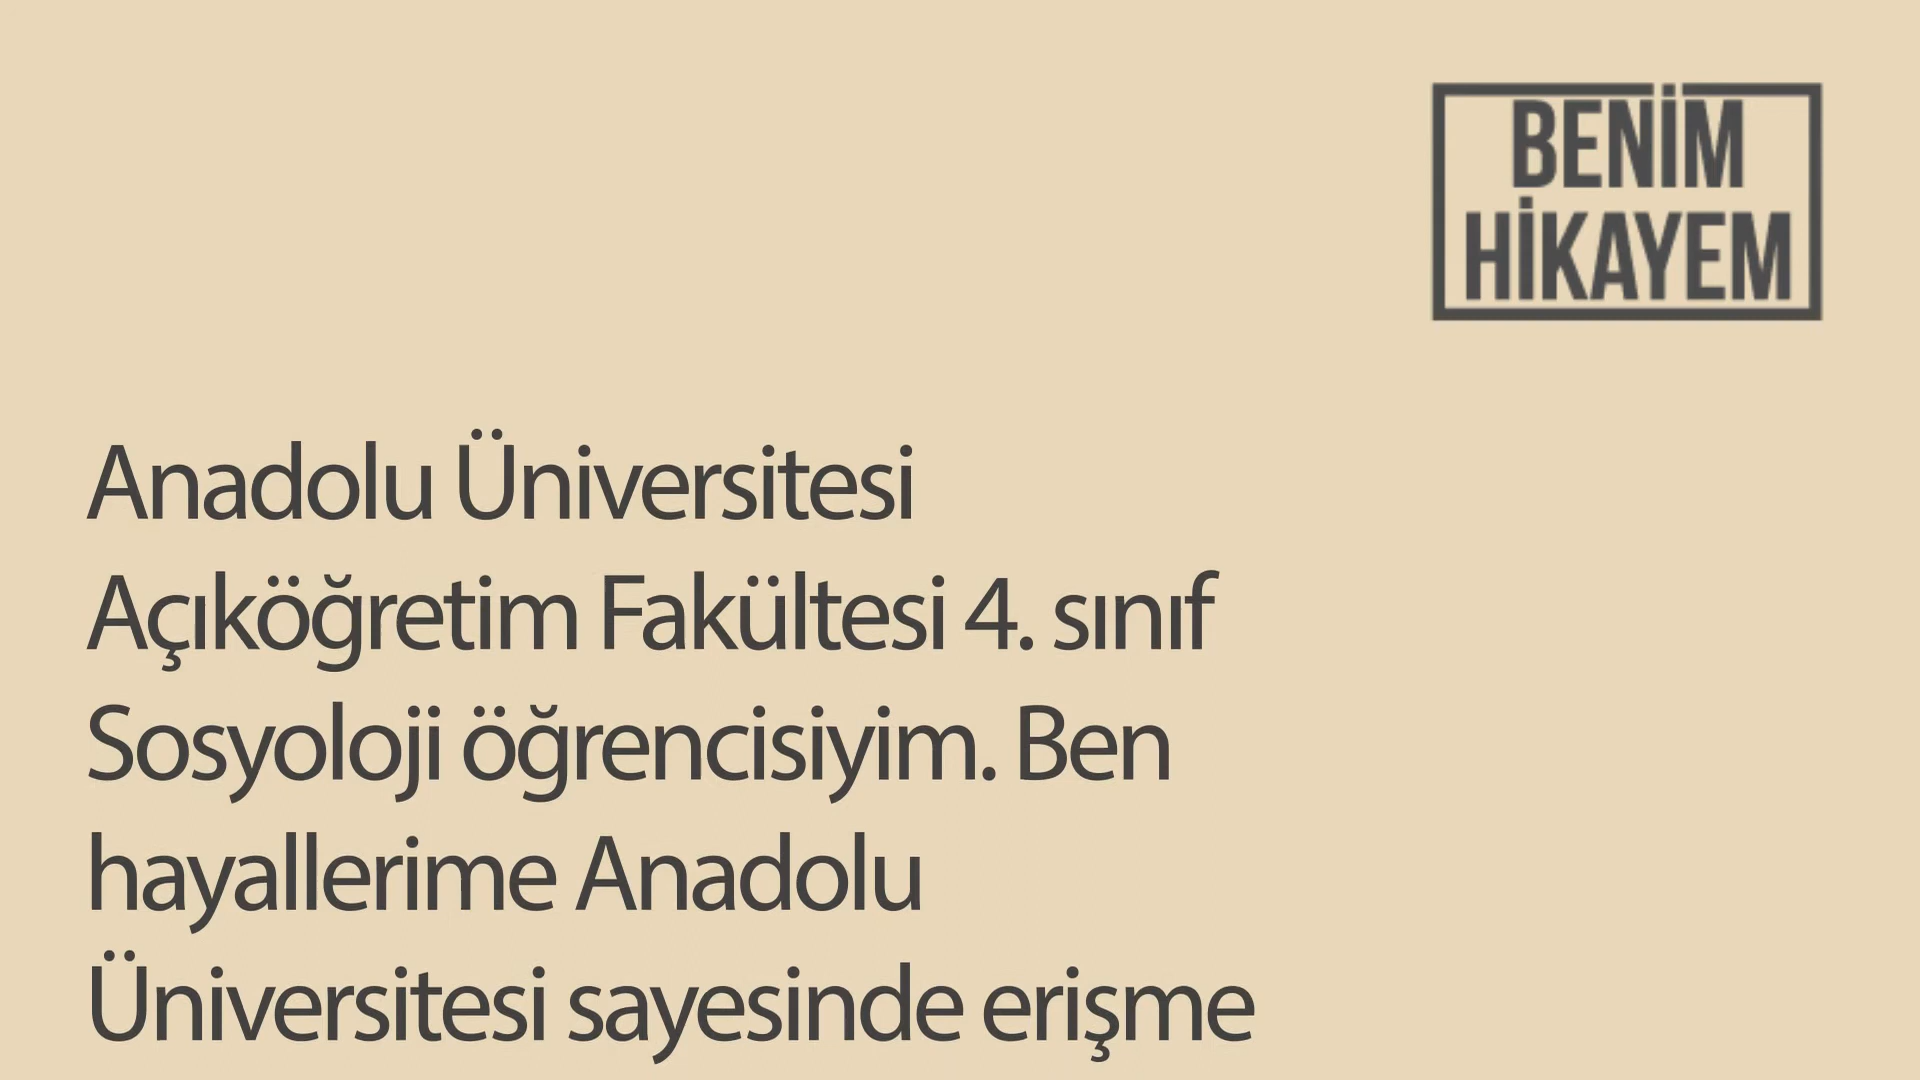 BENİM
HİKAYEM
Anadolu Üniversitesi
Açıköğretim Fakültesi 4. sınıf
Sosyoloji öğrencisiyim. Ben
hayallerime Anadolu
Üniversitesi sayesinde erişme